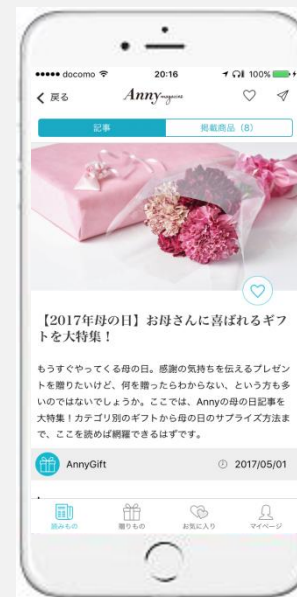 docomo 20:16 100%
戻る Anny magazine
記事 掲載商品（8）
【2017年母の日】お母さんに喜ばれるギフ
トを大特集！
もうすぐやってくる母の日。感謝の気持ちを伝えるプレゼン
トを贈りたいけど、何を贈ったらわからない、という方も多
いのではないでしょうか。ここでは、Annyの母の日記事を
大特集！カテゴリ別のギフトから母の日のサプライズ方法ま
で、ここを読めば網羅できるはずです。
AnnyGift 2017/05/01
読みもの 贈りもの お気に入り マイページ